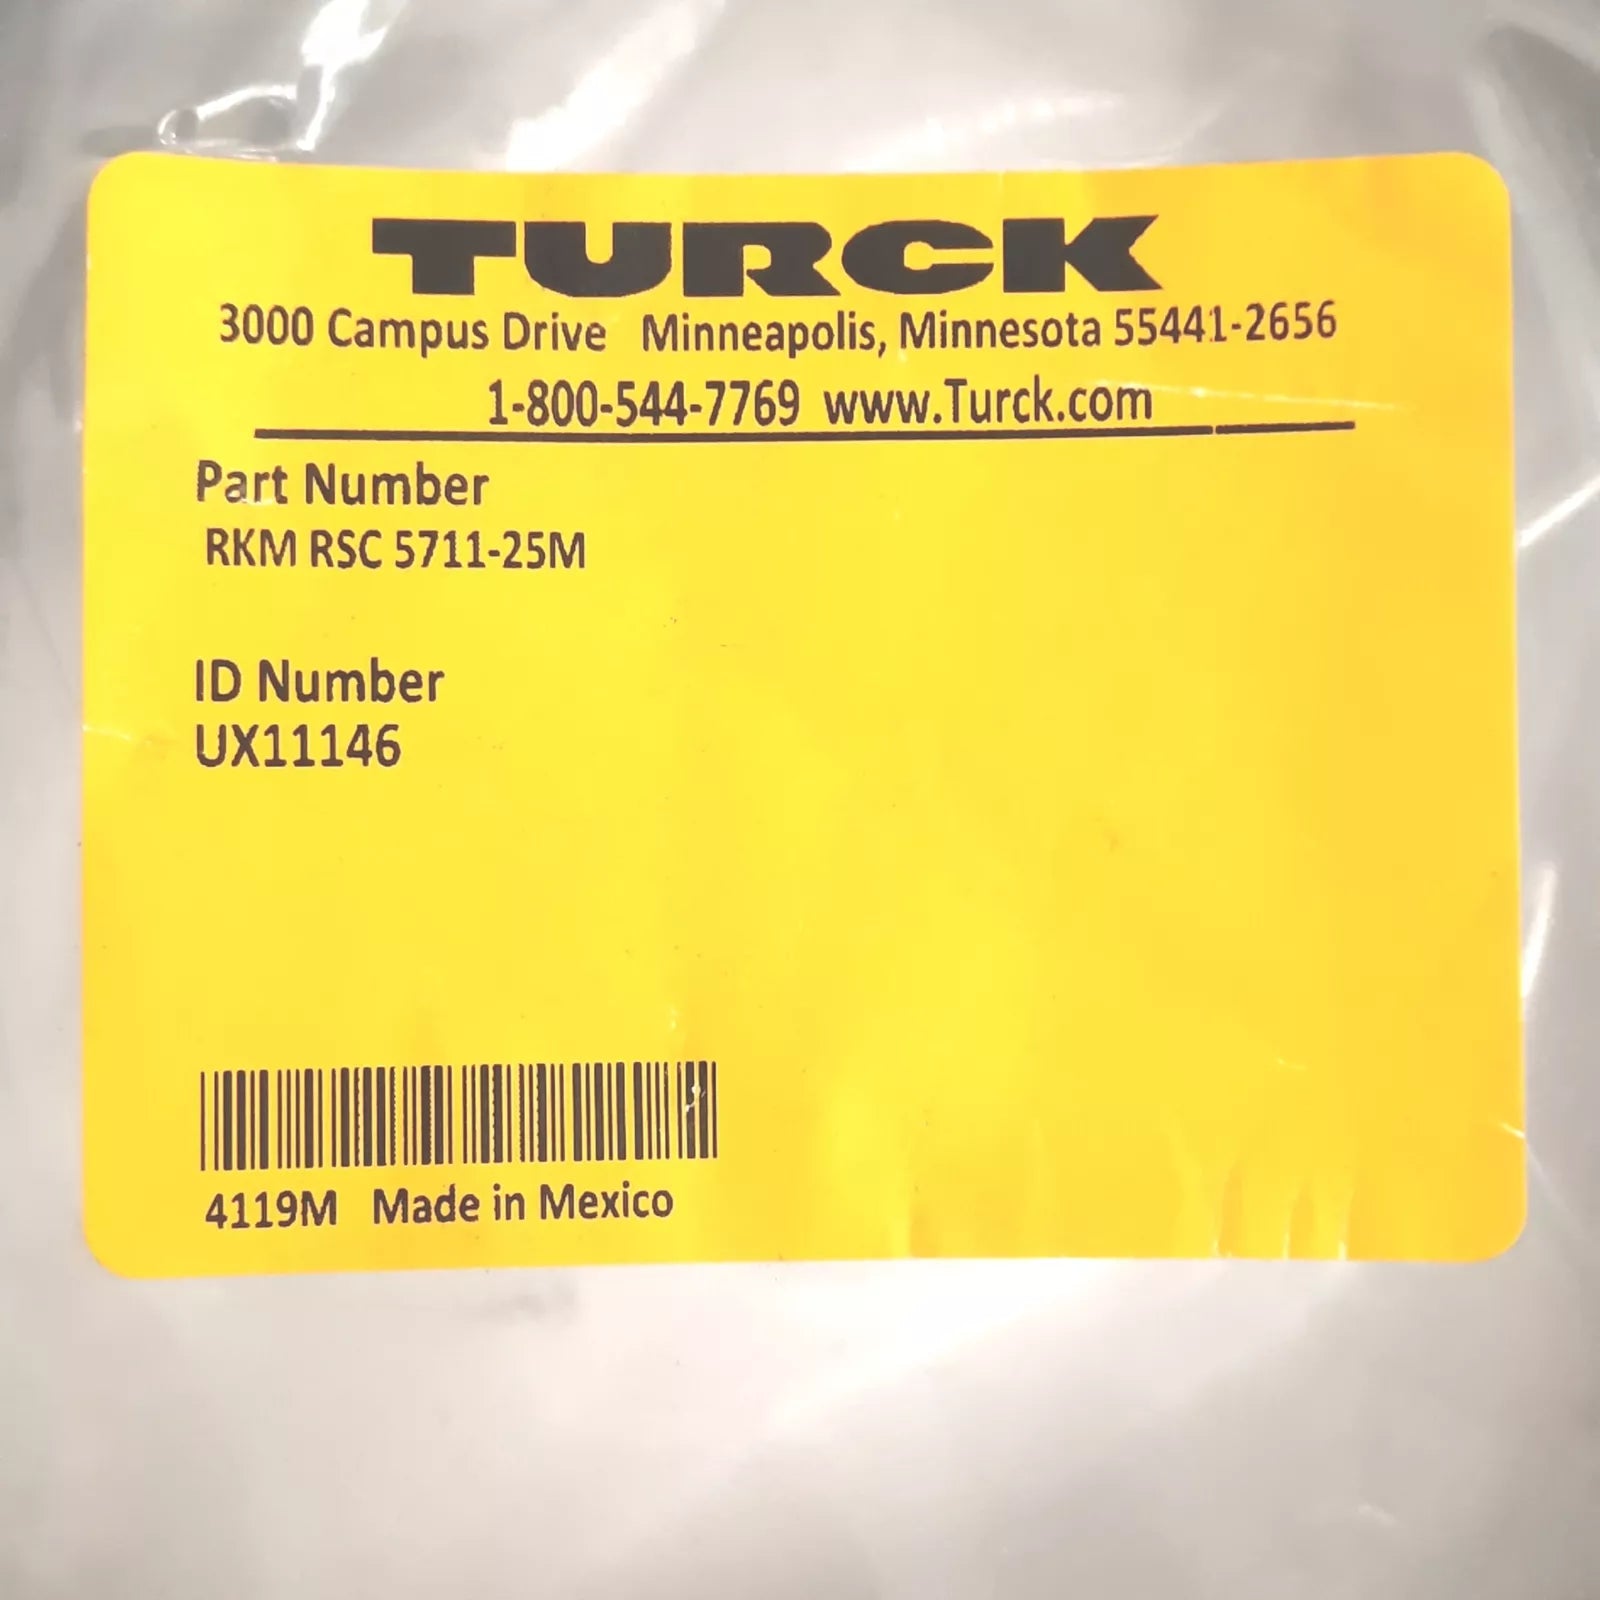 TURCK
3000 Campus Drive Minneapolis, Minnesota 55441-2656
1-800-544-7769 www.Turck.com
Part Number
RKM RSC 5711-25M
ID Number
UX11146
4119M Made in Mexico